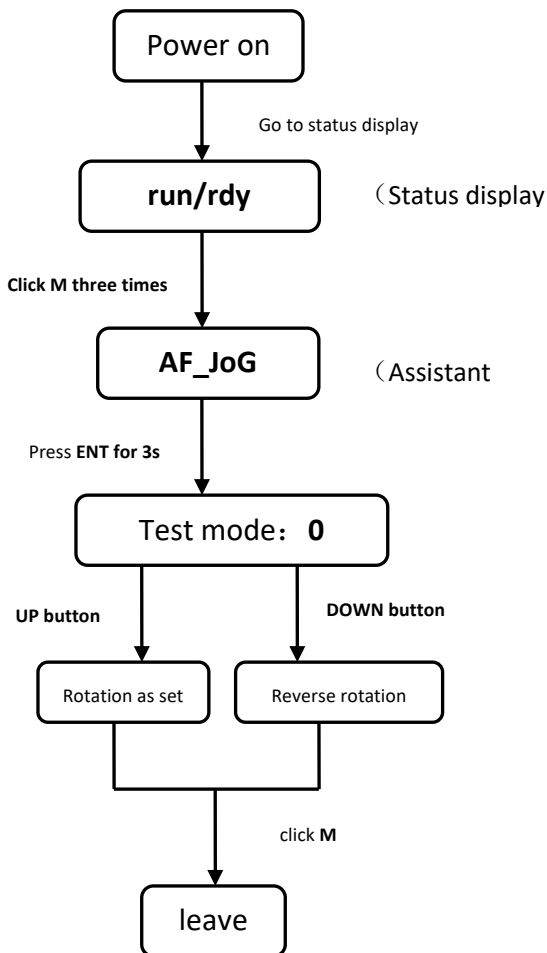 Power on
Go to status display
run/rdy
（Status display
Click M three times
AF_JoG
（Assistant
Press ENT for 3s
Test mode：0
UP button
DOWN button
Rotation as set
Reverse rotation
click M
leave